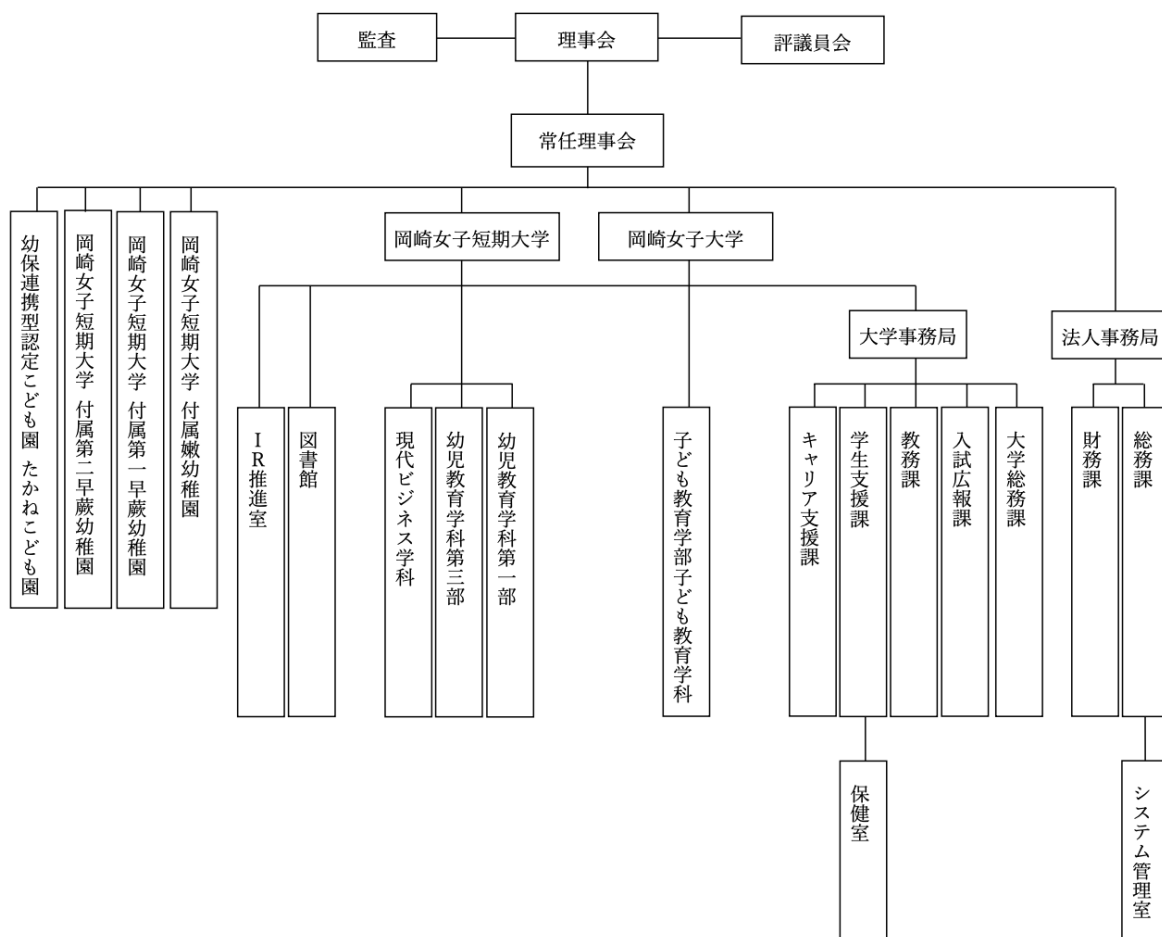 監査
理事会
評議員会
常任理事会
岡崎女子短期大学
岡崎女子大学
大学事務局
法人事務局
幼保連携型認定こども園 たかねこども園
岡崎女子短期大学 付属第二早蕨幼稚園
岡崎女子短期大学 付属第一早蕨幼稚園
岡崎女子短期大学 付属嫩幼稚園
IR推進室
図書館
現代ビジネス学科
幼児教育学科第三部
幼児教育学科第一部
子ども教育学部子ども教育学科
キャリア支援課
学生支援課
教務課
入試広報課
大学総務課
財務課
総務課
保健室
システム管理室